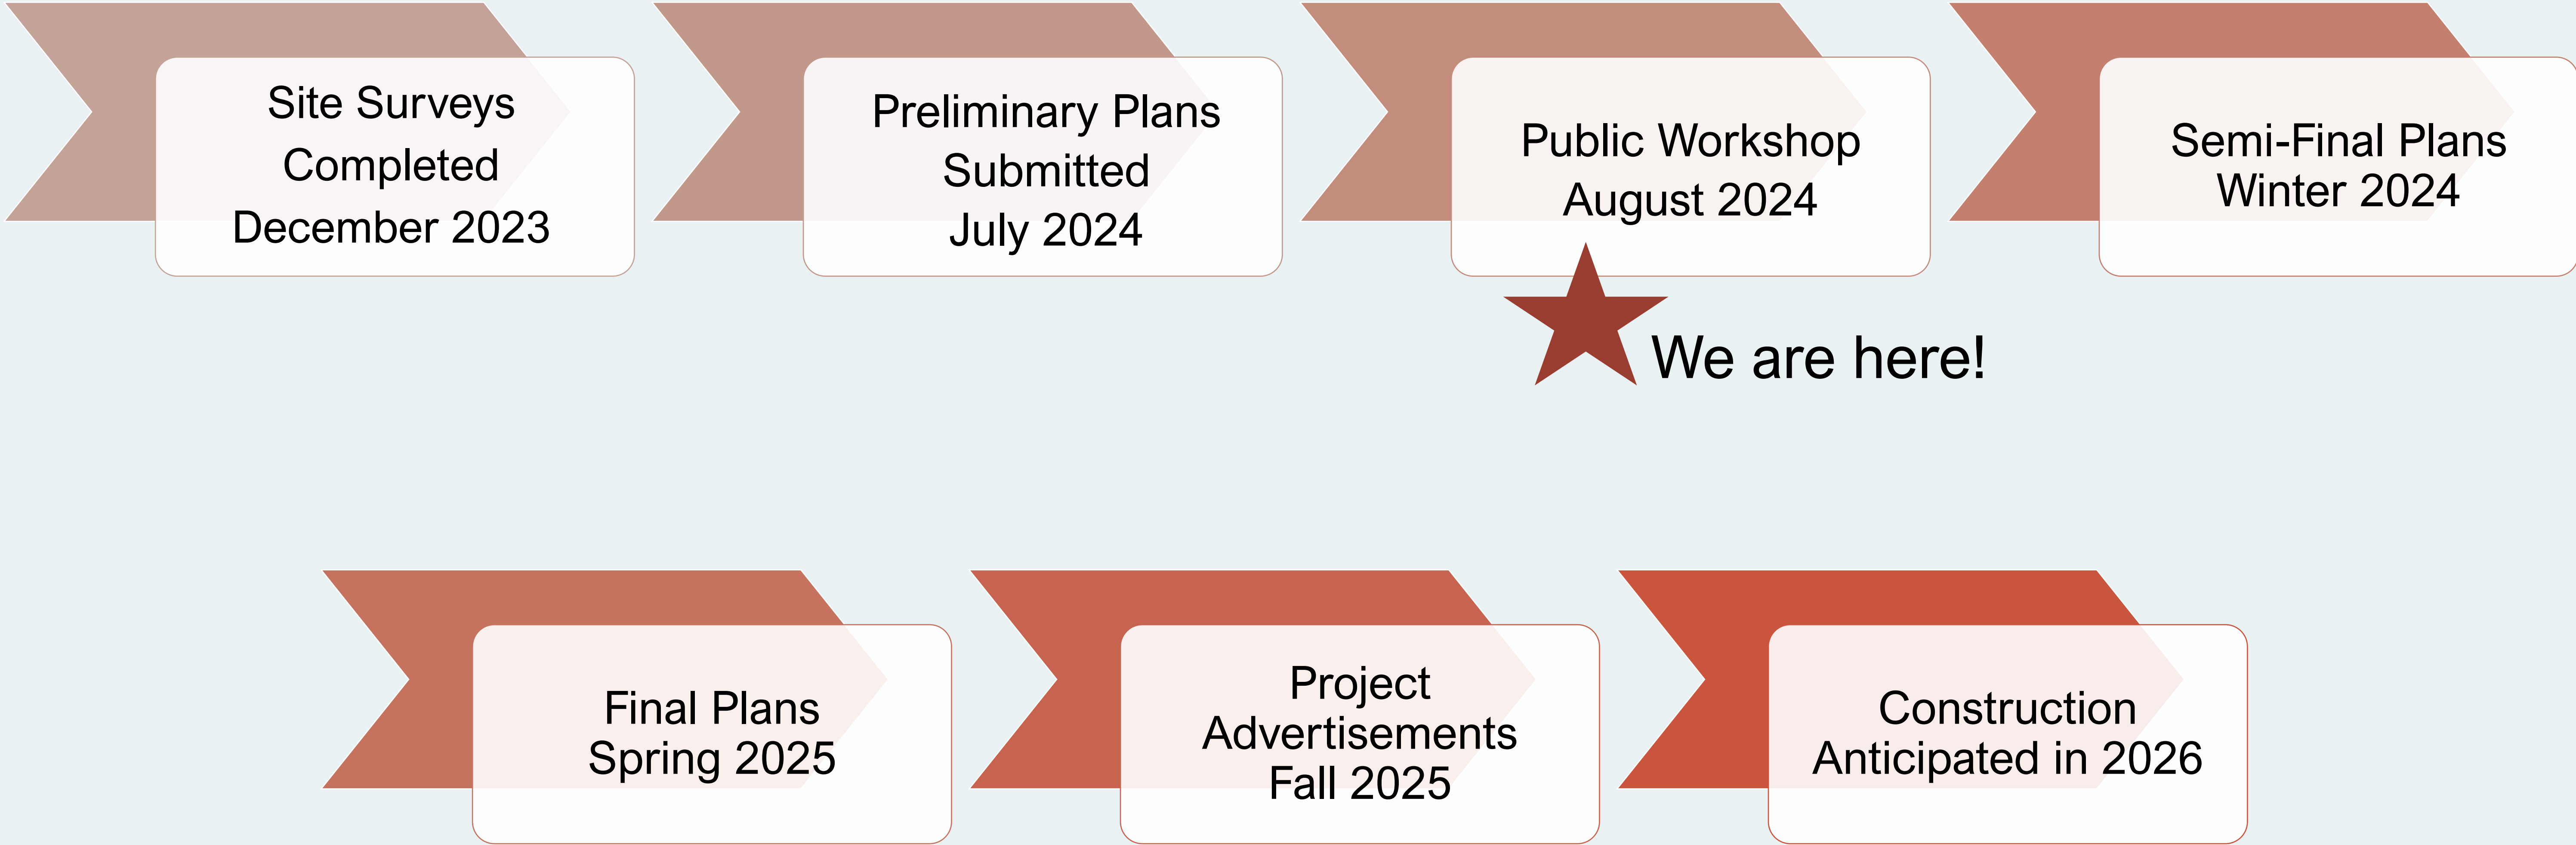 Site Surveys
Completed
December 2023
Preliminary Plans
Submitted
July 2024
Public Workshop
August 2024
Semi-Final Plans
Winter 2024
We are here!
Final Plans
Spring 2025
Project
Advertisements
Fall 2025
Construction
Anticipated in 2026